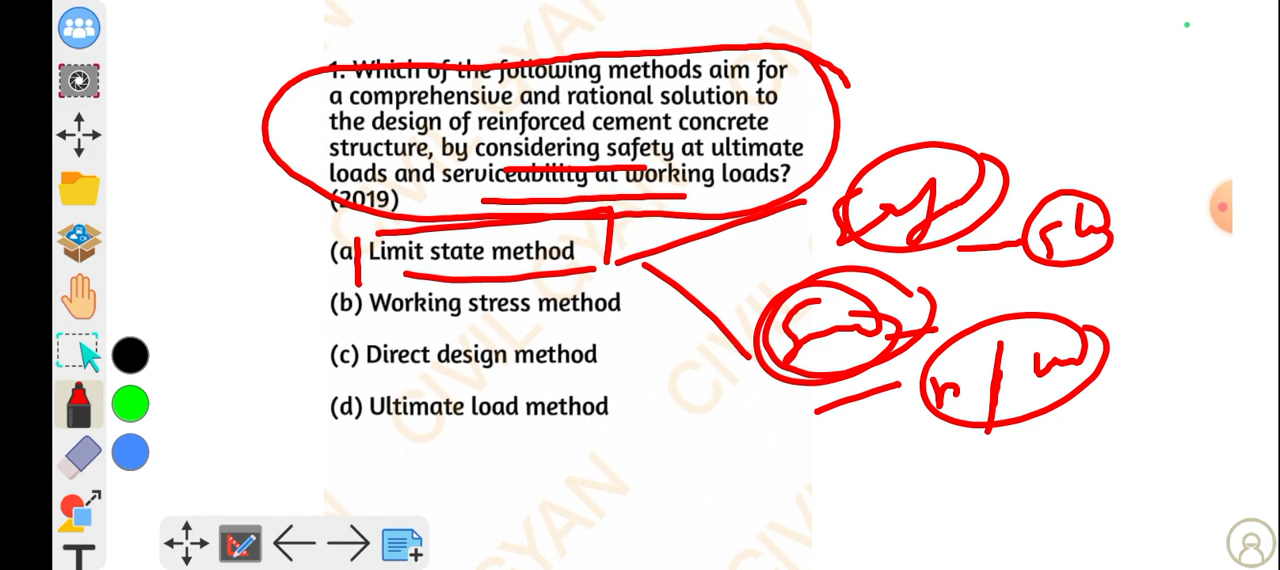 1. Which of the following methods aim for
a comprehensive and rational solution to
the design of reinforced cement concrete
structure, by considering safety at ultimate
loads and serviceability at working loads?
(2019)
(a) Limit state method
(b) Working stress method
(c) Direct design method
(d) Ultimate load method
CIVIL GYAN
T